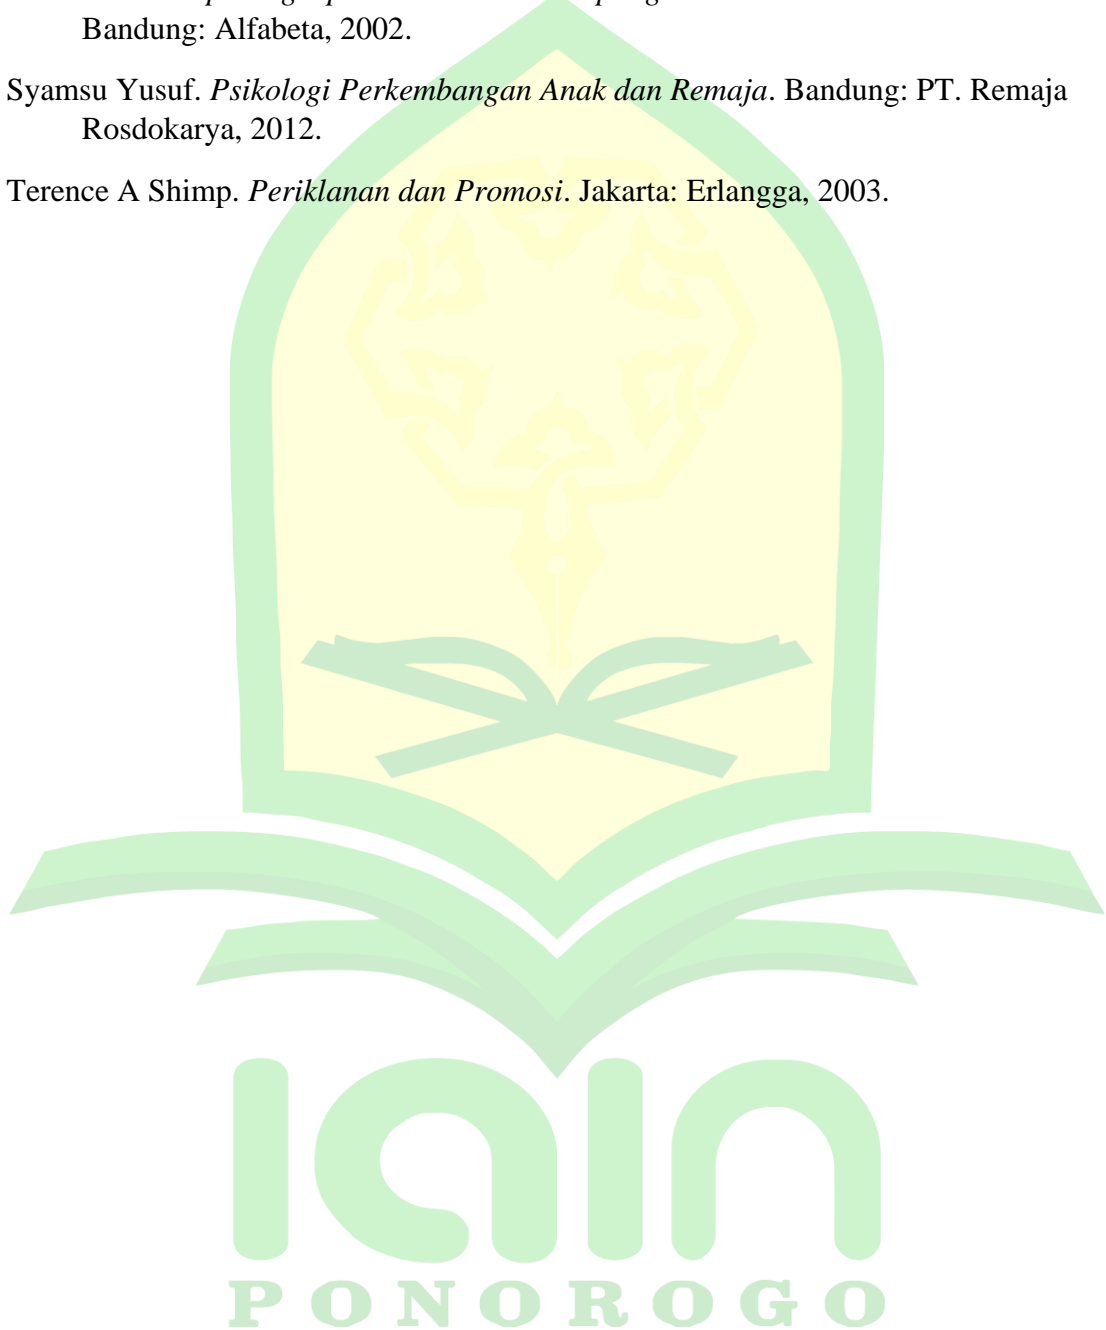 Bandung: Alfabeta, 2002.
Syamsu Yusuf. Psikologi Perkembangan Anak dan Remaja. Bandung: PT. Remaja
Rosdokarya, 2012.
Terence A Shimp. Periklanan dan Promosi. Jakarta: Erlangga, 2003.
iain
PONOROGO